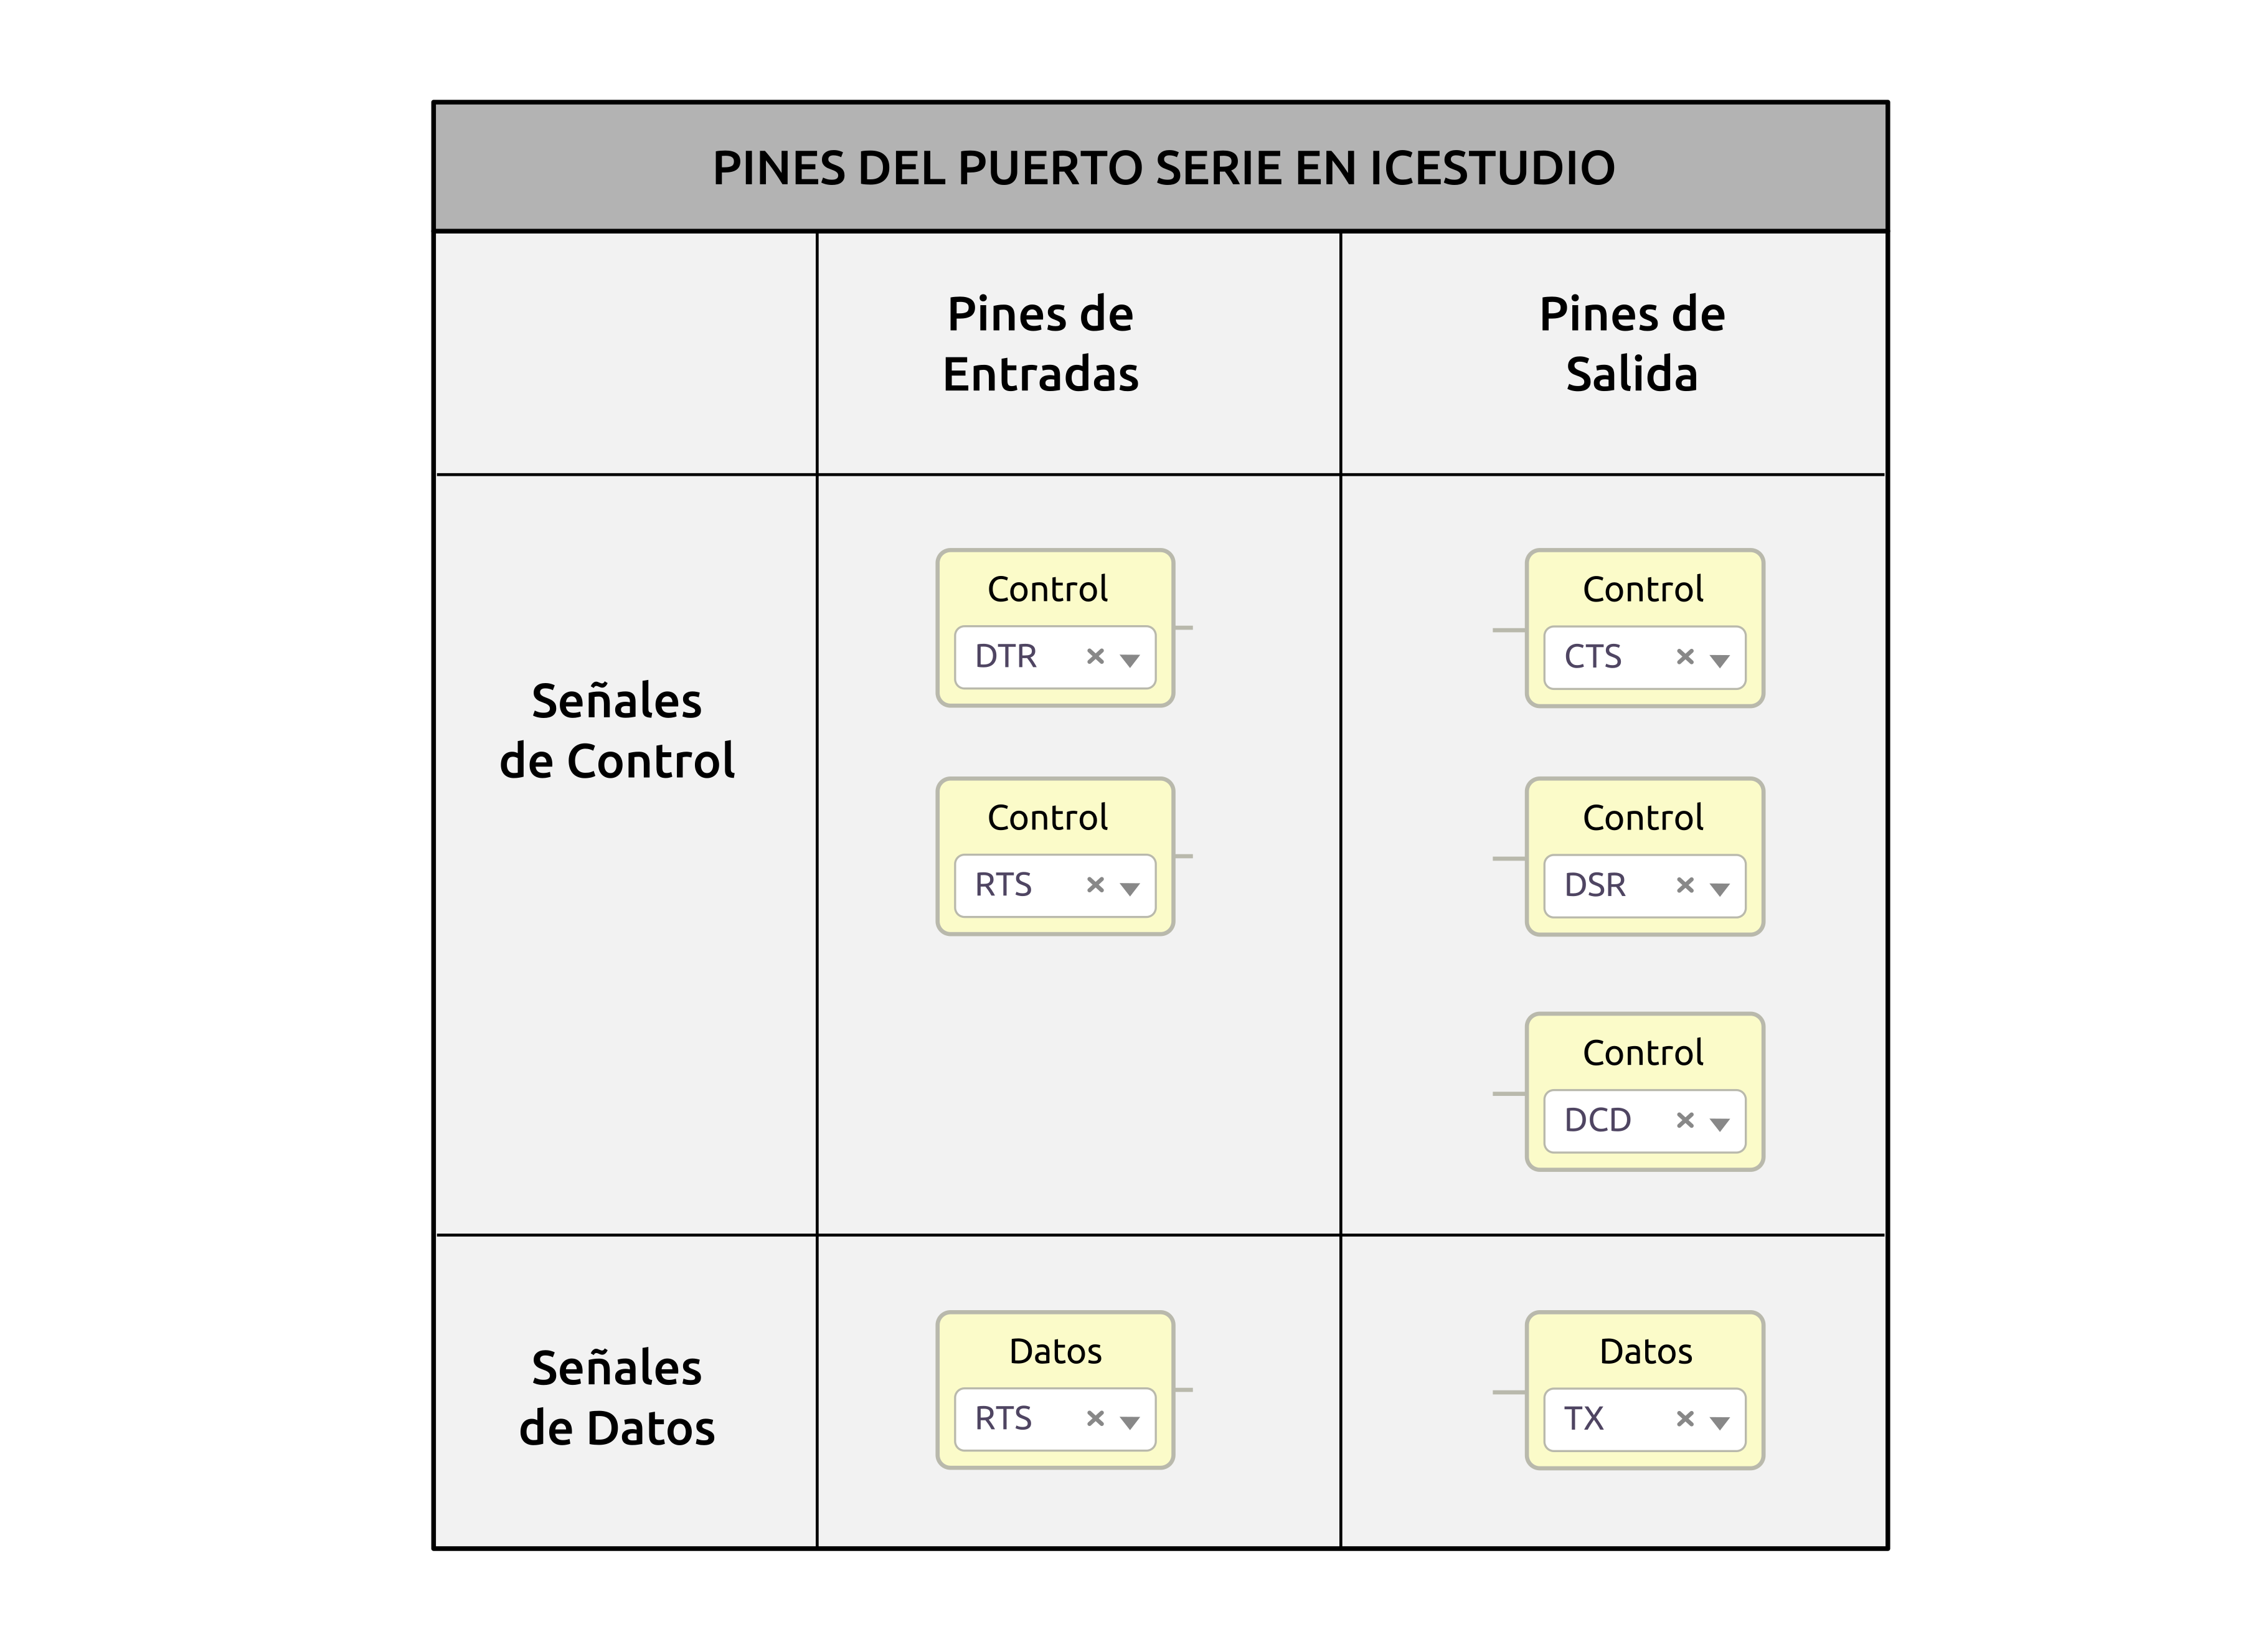 PINES DEL PUERTO SERIE EN ICESTUDIO
Pines de
Entradas
Pines de
Salida
Señales
de Control
Control
DTR
Control
RTS
Control
CTS
Control
DSR
Control
DCD
Señales
de Datos
Datos
RTS
Datos
TX